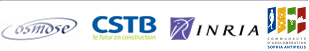 osmose
CSTB
le futur en construction
INRIA
COMMUNAUTÉ
D'AGGLOMÉRATION
SOPHIA ANTIPOLIS